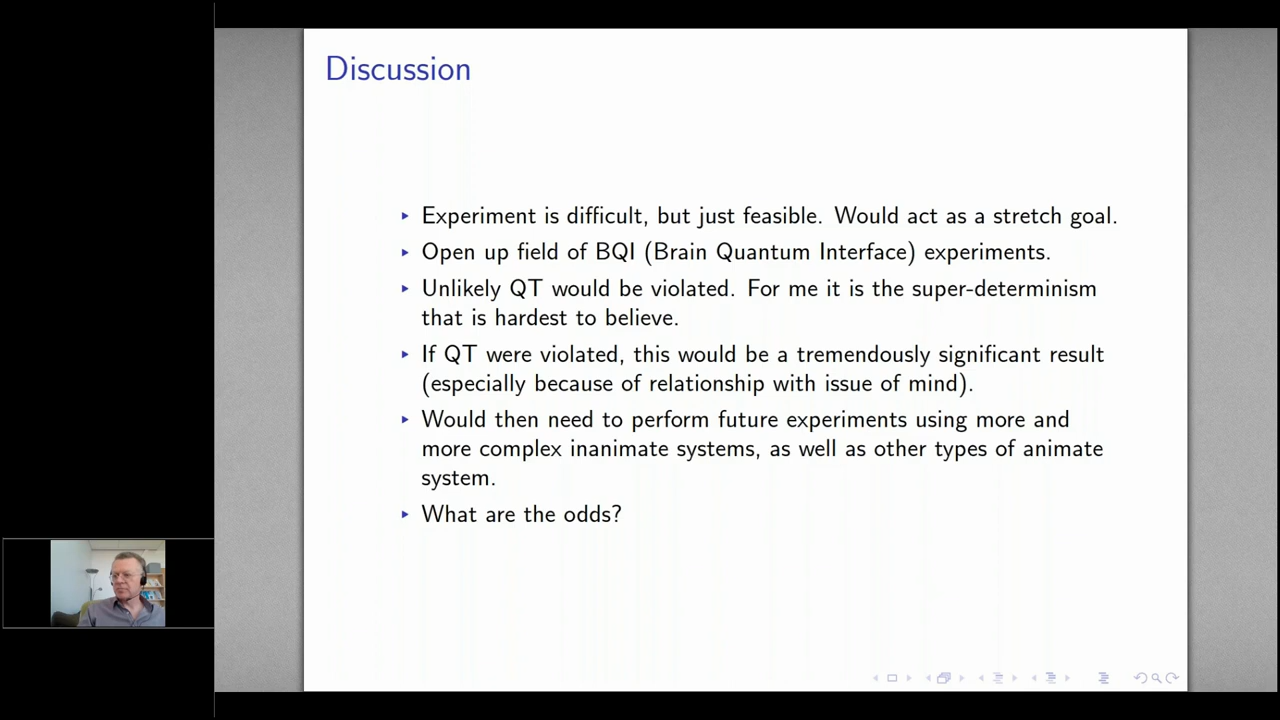 Discussion
Experiment is difficult, but just feasible. Would act as a stretch goal.
Open up field of BQI (Brain Quantum Interface) experiments.
Unlikely QT would be violated. For me it is the super-determinism
that is hardest to believe.
If QT were violated, this would be a tremendously significant result
(especially because of relationship with issue of mind).
Would then need to perform future experiments using more and
more complex inanimate systems, as well as other types of animate
system.
What are the odds?